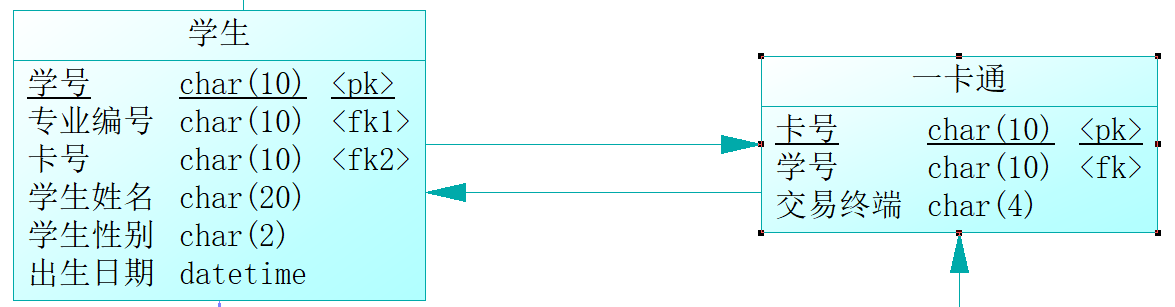 学生
学号 char(10) <pk>
专业编号 char(10) <fk1>
卡号 char(10) <fk2>
学生姓名 char(20)
学生性别 char(2)
出生日期 datetime
一卡通
卡号 char(10) <pk>
学号 char(10) <fk>
交易终端 char(4)